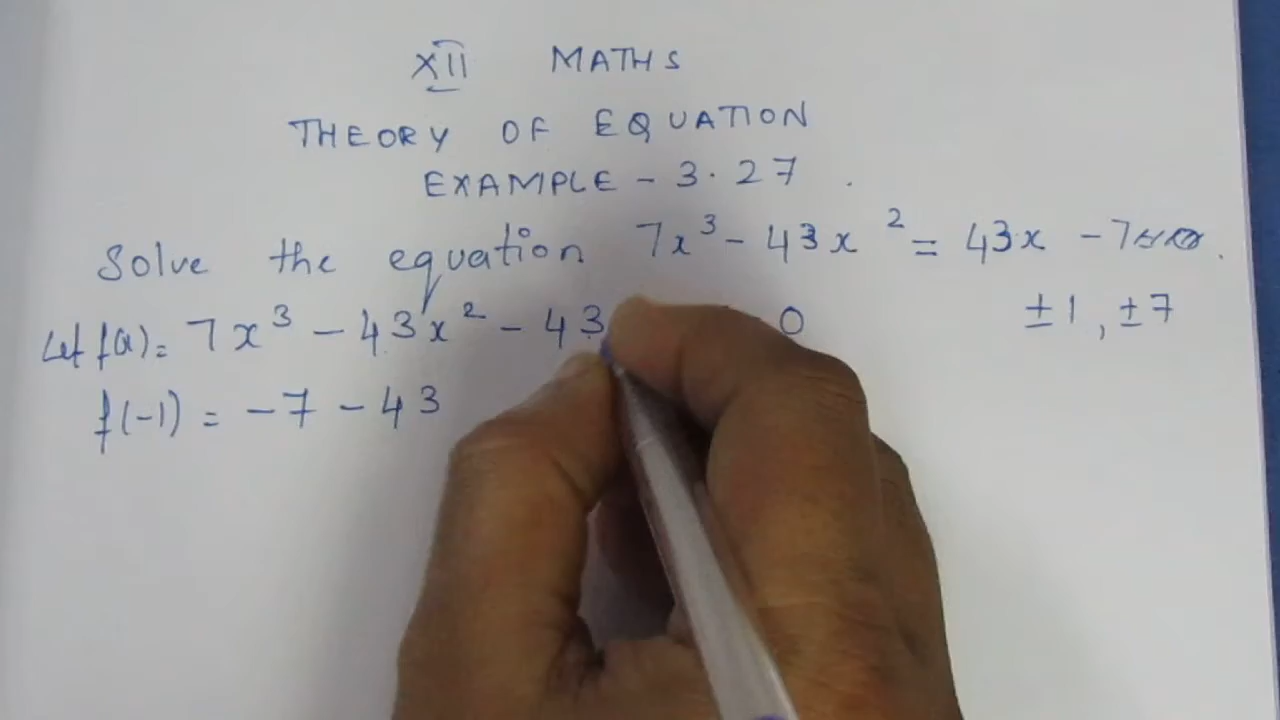 XII MATHS
THEORY OF EQUATION
EXAMPLE - 3.27.
Solve the equation 7x³ - 43x² = 43x - 7
Let f(x) = 7x³ - 43x² - 43 0 ±1, ±7
f(-1) = -7 - 43